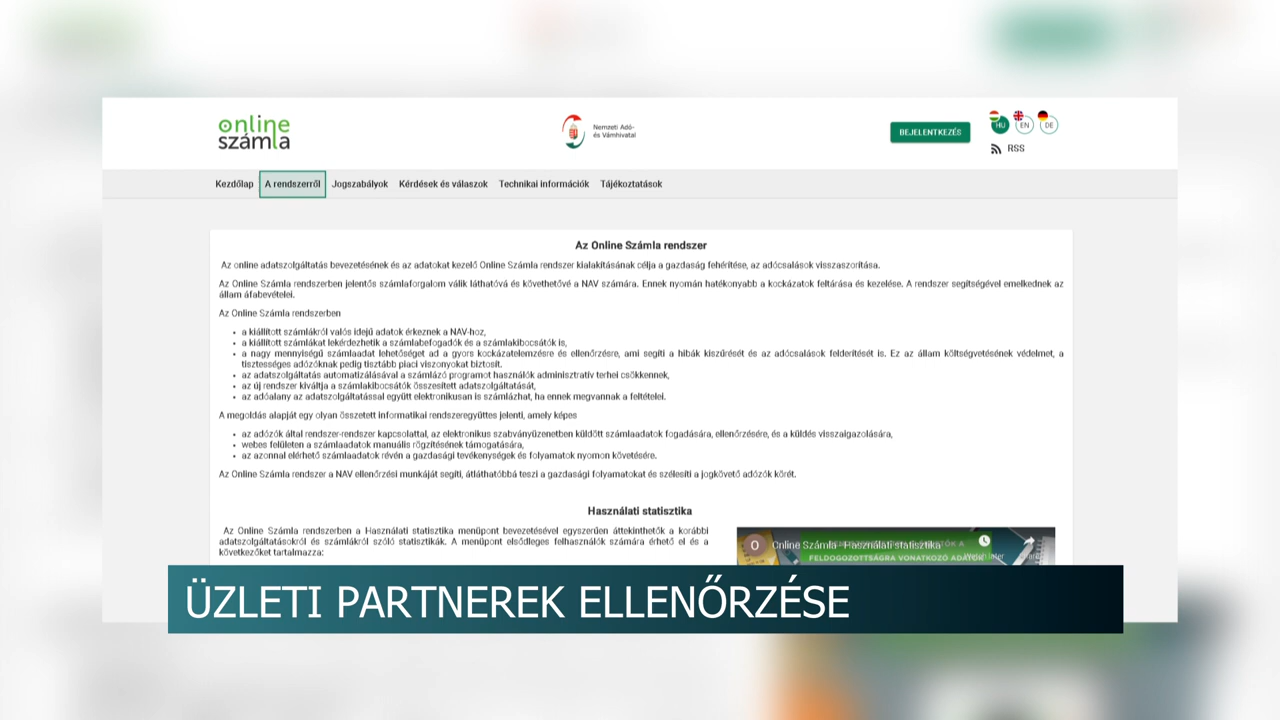 online
számla
Nemzeti Adó-
és Vámhivatal
BEJELENTKEZÉS
HU
EN
DE
RSS
Kezdőlap A rendszerről Jogszabályok Kérdések és válaszok Technikai információk Tájékoztatások
Az Online Számla rendszer
Az online adatszolgáltatás bevezetésének és az adatokat kezelő Online Számla rendszer kialakításának célja a gazdaság fehérítése, az adócsalások visszaszorítása.
Az Online Számla rendszerben jelentős számlaforgalom válik láthatóvá és követhetővé a NAV számára. Ennek nyomán hatékonyabb a kockázatok feltárása és kezelése. A rendszer segítségével emelkednek az
állam áfabevételei.
Az Online Számla rendszerben
• a kiállított számlákról valós idejű adatok érkeznek a NAV-hoz,
• a kiállított számlákat lekérdezhetik a számlabefogadók és a számlakibocsátók is,
• a nagy mennyiségű számlaadat lehetőséget ad a gyors kockázatelemzésre és ellenőrzésre, ami segíti a hibák kiszűrését és az adócsalások felderítését is. Ez az állam költségvetésének védelmet, a
tisztességes adózóknak pedig tisztább piaci viszonyokat biztosít.
• az adatszolgáltatás automatizálásával a számlázó programot használók adminisztratív terhei csökkennek,
• az új rendszer kiváltja a számlakibocsátók összesített adatszolgáltatását,
• az adóalany az adatszolgáltatással együtt elektronikusan is számlázhat, ha ennek megvannak a feltételei.
A megoldás alapját egy olyan összetett informatikai rendszeregyüttes jelenti, amely képes
• az adózók által rendszer-rendszer kapcsolattal, az elektronikus szabványüzenetben küldött számlaadatok fogadására, ellenőrzésére, és a küldés visszaigazolására,
• webes felületen a számlaadatok manuális rögzítésének támogatására,
• az azonnal elérhető számlaadatok révén a gazdasági tevékenységek és folyamatok nyomon követésére.
Az Online Számla rendszer a NAV ellenőrzési munkáját segíti, átláthatóbbá teszi a gazdasági folyamatokat és szélesíti a jogkövető adózók körét.
Használati statisztika
Az Online Számla rendszerben a Használati statisztika menüpont bevezetésével egyszerűen áttekinthetők a korábbi
adatszolgáltatásokról és számlákról szóló statisztikák. A menüpont elsődleges felhasználók számára érhető el és a
következőket tartalmazza:
O Online Számla - Használati statisztika
FELDOGOZOTTSÁGRA VONATKOZÓ ADATOK
ÜZLETI PARTNEREK ELLENŐRZÉSE